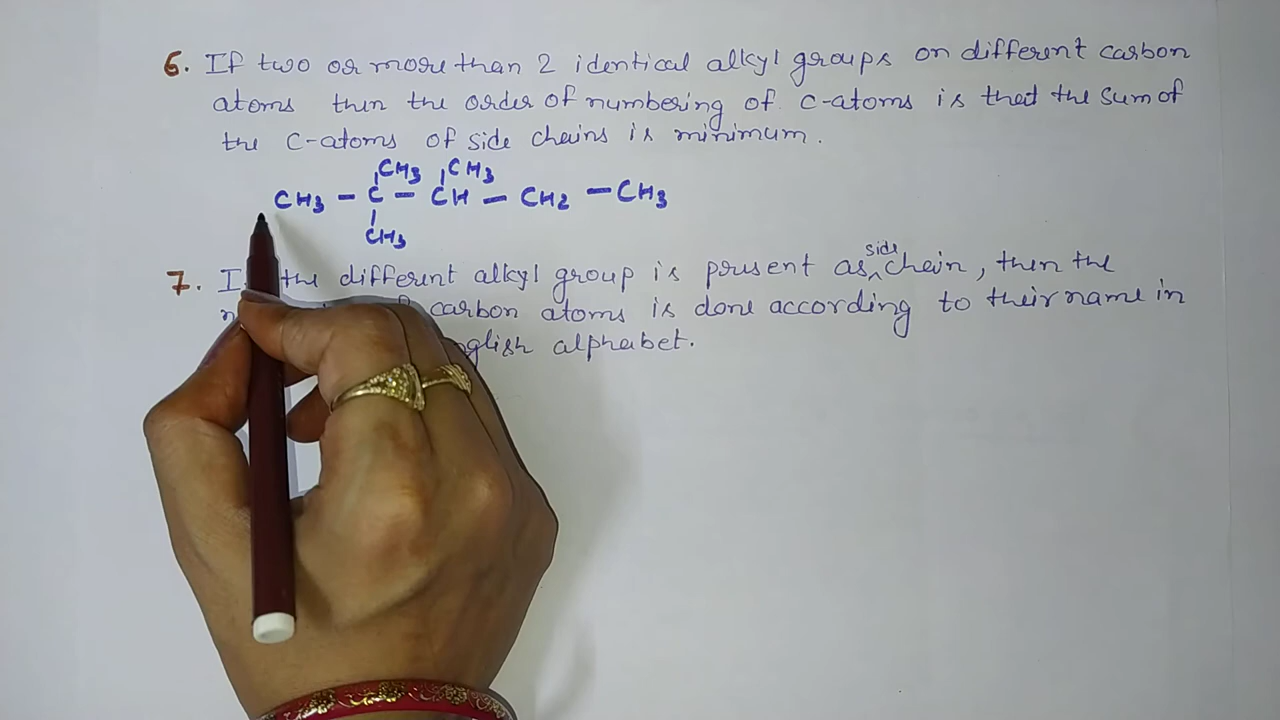 6. If two or more than 2 identical alkyl groups on different carbon
atoms then the order of numbering of C-atoms is that the sum of
the C-atoms of side chains is minimum.
CH3 CH3
CH3 - C - CH - CH2 - CH3
CH3
7. the different alkyl group is present as side chain, then the
carbon atoms is done according to their name in
alphabet.